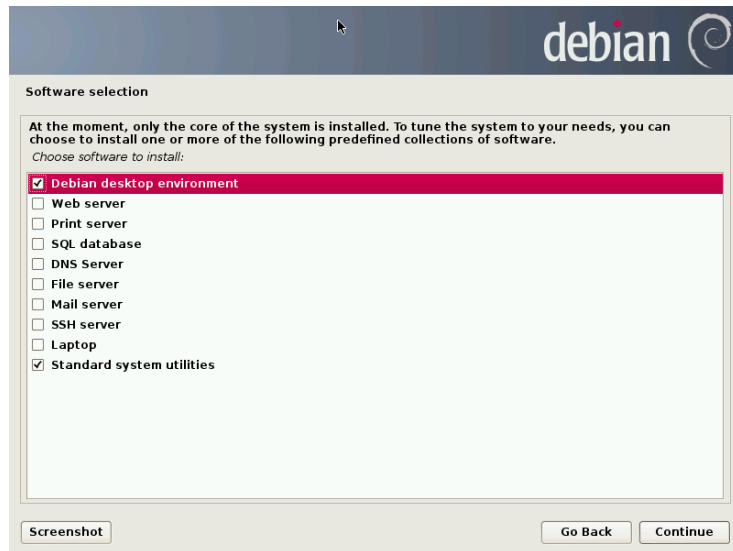 debian
Software selection
At the moment, only the core of the system is installed. To tune the system to your needs, you can
choose to install one or more of the following predefined collections of software.
Choose software to install:
Debian desktop environment
Web server
Print server
SQL database
DNS Server
File server
Mail server
SSH server
Laptop
Standard system utilities
Screenshot
Go Back
Continue